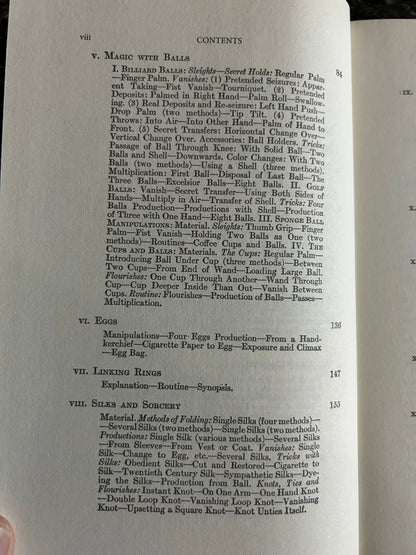 viii
CONTENTS
V. MAGIC WITH BALLS 84
I. BILLIARD BALLS: Sleights—Secret Holds: Regular Palm
—Finger Palm. Vanishes: (1) Pretended Seizures: Appar-
ent Taking—Fist Vanish—Tourniquet. (2) Pretended
Deposits: Palmed in Right Hand—Palm Roll—Swallow-
ing. (3) Real Deposits and Re-seizure: Left Hand Push—
Drop Palm (two methods)—Tip Tilt. (4) Pretended
Throws: Into Air—Into Other Hand—Palm of Hand to
Front. (5) Secret Transfers: Horizontal Change Over—
Vertical Change Over. Accessories: Ball Holders. Tricks:
Passage of Ball Through Knee: With Solid Ball—Two
Balls and Shell—Downwards. Color Changes: With Two
Balls (two methods)—Using a Shell (three methods).
Multiplication: First Ball—Disposal of Last Ball—The
Three Balls—Excelsior Balls—Eight Balls. II. GOLF
BALLS: Vanish—Secret Transfer—Using Both Sides of
Hands—Multiply in Air—Transfer of Shell. Tricks: Four
Balls Production—Productions with Shell—Production
of Three with One Hand—Eight Balls. III. SPONGE BALL
MANIPULATIONS: Material. Sleights: Thumb Grip—Finger
Palm—Fist Vanish—Holding Two Balls as One (two
methods)—Routines—Coffee Cups and Balls. IV. THE
CUPS AND BALLS: Materials. The Cups: Regular Palm—
Introducing Ball Under Cup (three methods)—Between
Two Cups—From End of Wand—Loading Large Ball.
Flourishes: One Cup Through Another—Wand Through
Cup—Cup Deeper Inside Than Out—Vanish Between
Cups. Routine: Flourishes—Production of Balls—Passes—
Multiplication.
VI. EGGS 136
Manipulations—Four Eggs Production—From a Hand-
kerchief—Cigarette Paper to Egg—Exposure and Climax
—Egg Bag.
VII. LINKING RINGS 147
Explanation—Routine—Synopsis.
VIII. SILKS AND SORCERY 155
Material. Methods of Folding: Single Silks (four methods)—
—Several Silks (two methods)—Single Silks (two methods).
Productions: Single Silk (various methods)—Several Silks
—From Sleeves—From Vest or Coat. Vanishes: Single
Silk—Change to Egg, etc.—Several Silks, Tricks with
Silks: Obedient Silks—Cut and Restored—Cigarette to
Silk—Twentieth Century Silk—Sympathetic Silks—Dye-
ing the Silks—Production from Ball. Knots, Ties and
Flourishes: Instant Knot—On One Arm—One Hand Knot
—Double Loop Knot—Vanishing Loop Knot—Vanishing
Knot—Upsetting a Square Knot—Knot Unties Itself.
IX.
X